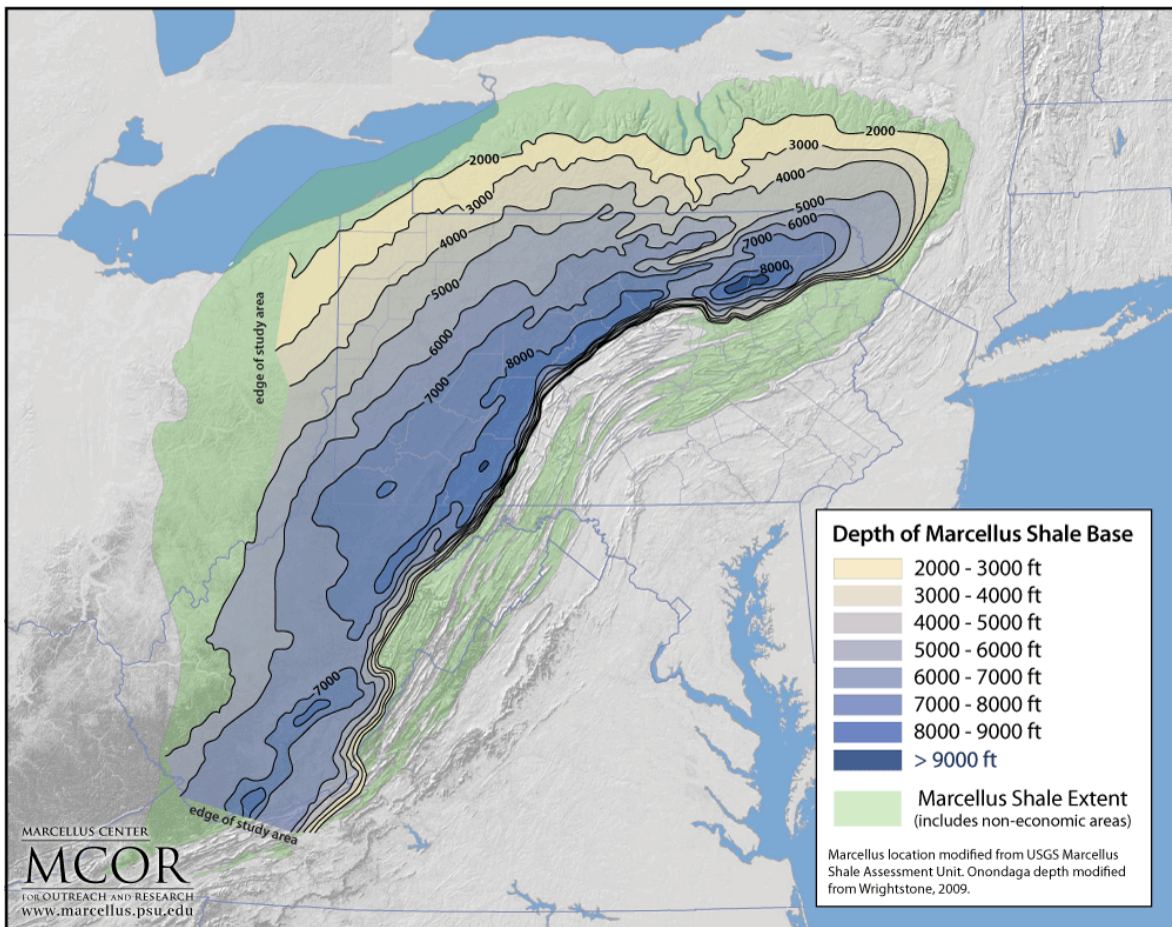 2000
2000
3000
3000
4000
4000
5000
6000
7000
8000
5000
6000
8000
7000
edge of study area
7000
edge of study area
Depth of Marcellus Shale Base
2000 - 3000 ft
3000 - 4000 ft
4000 - 5000 ft
5000 - 6000 ft
6000 - 7000 ft
7000 - 8000 ft
8000 - 9000 ft
> 9000 ft
Marcellus Shale Extent
(includes non-economic areas)
Marcellus location modified from USGS Marcellus
Shale Assessment Unit. Onondaga depth modified
from Wrightstone, 2009.
MARCELLUS CENTER
MCOR
FOR OUTREACH AND RESEARCH
www.marcellus.psu.edu